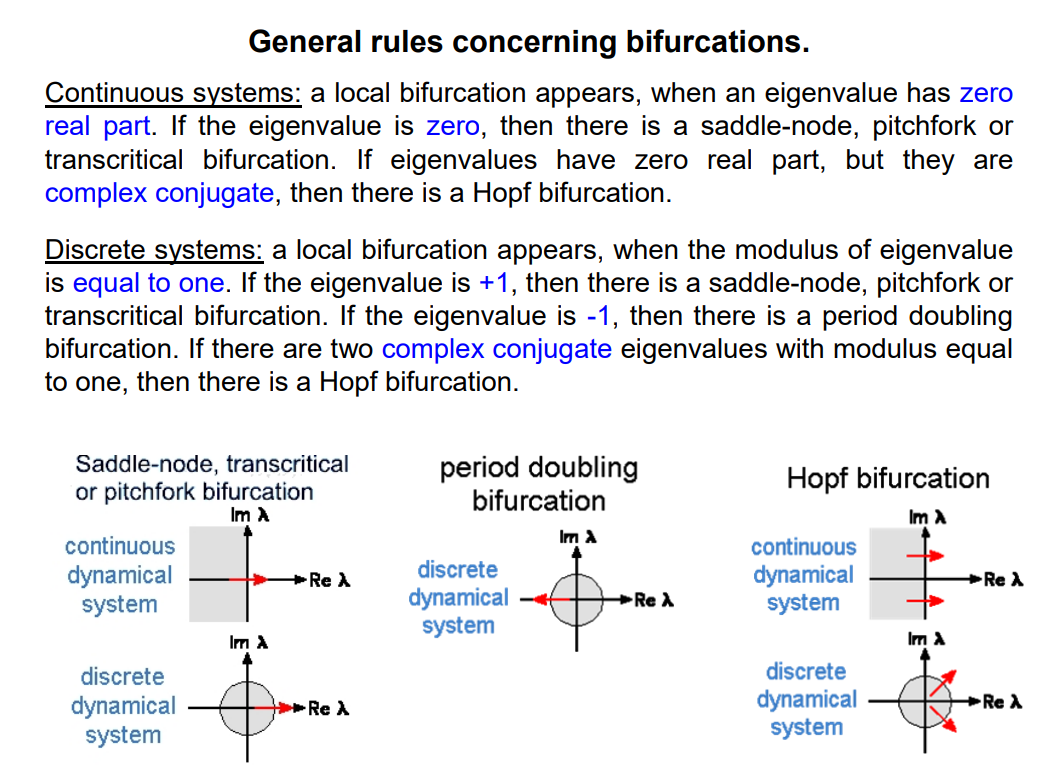 General rules concerning bifurcations.
Continuous systems: a local bifurcation appears, when an eigenvalue has zero
real part. If the eigenvalue is zero, then there is a saddle-node, pitchfork or
transcritical bifurcation. If eigenvalues have zero real part, but they are
complex conjugate, then there is a Hopf bifurcation.
Discrete systems: a local bifurcation appears, when the modulus of eigenvalue
is equal to one. If the eigenvalue is +1, then there is a saddle-node, pitchfork or
transcritical bifurcation. If the eigenvalue is -1, then there is a period doubling
bifurcation. If there are two complex conjugate eigenvalues with modulus equal
to one, then there is a Hopf bifurcation.
Saddle-node, transcritical
or pitchfork bifurcation
Im λ
continuous
dynamical
system
Re λ
Im λ
discrete
dynamical
system
Re λ
period doubling
bifurcation
Im λ
discrete
dynamical
system
Re λ
Hopf bifurcation
Im λ
continuous
dynamical
system
Re λ
Im λ
discrete
dynamical
system
Re λ